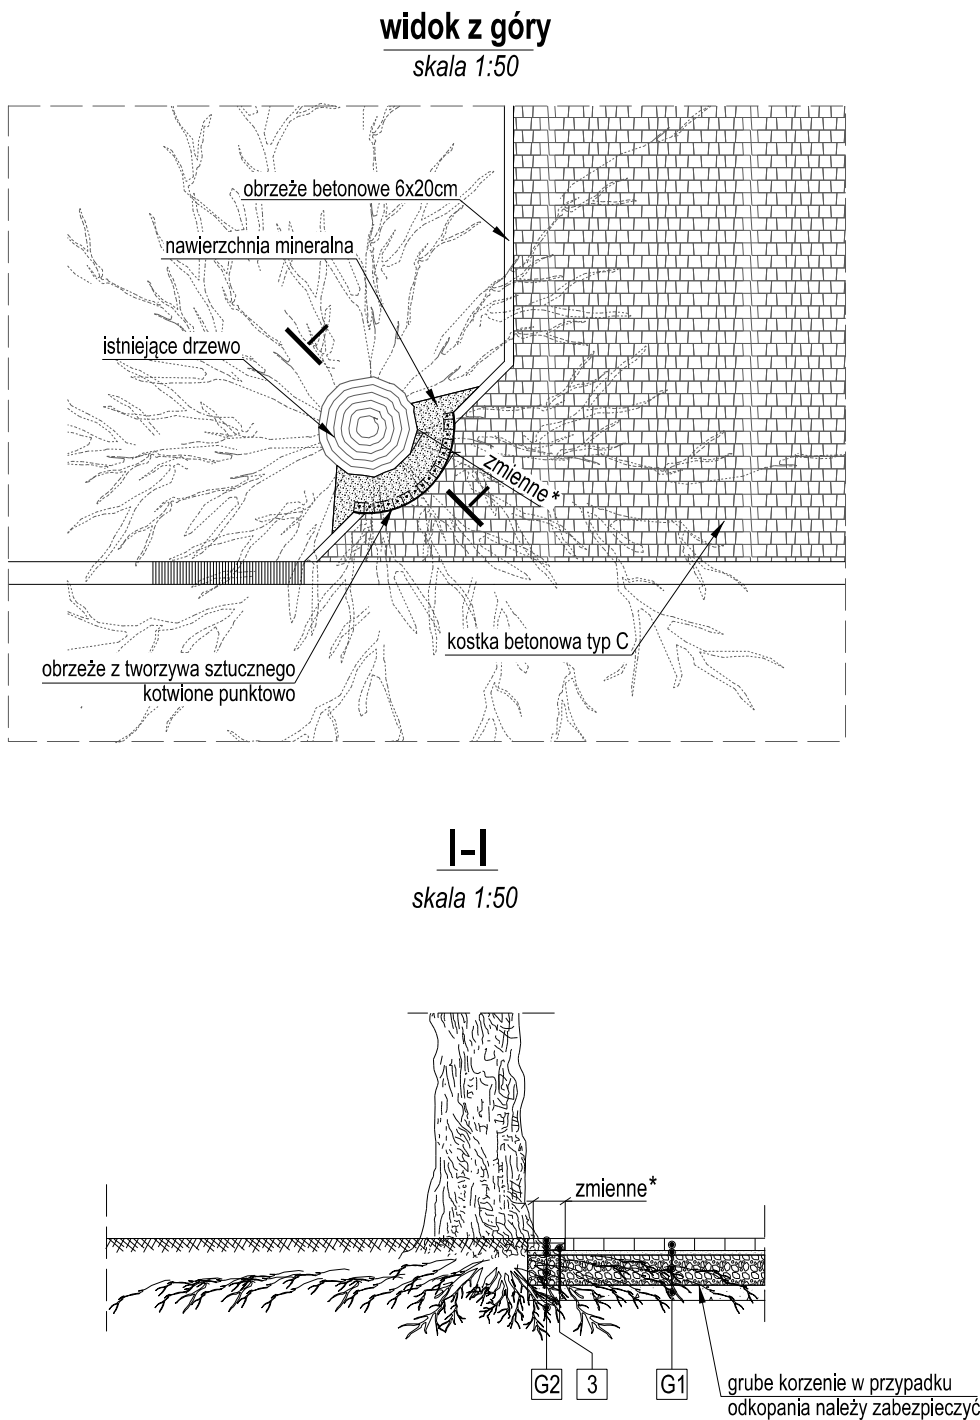 widok z góry
skala 1:50
obrzeże betonowe 6x20cm
nawierzchnia mineralna
istniejące drzewo
zmienne*
kostka betonowa typ C
obrzeże z tworzywa sztucznego
kotwione punktowo
I-I
skala 1:50
zmienne*
G2
3
G1
grube korzenie w przypadku
odkopania należy zabezpieczyć